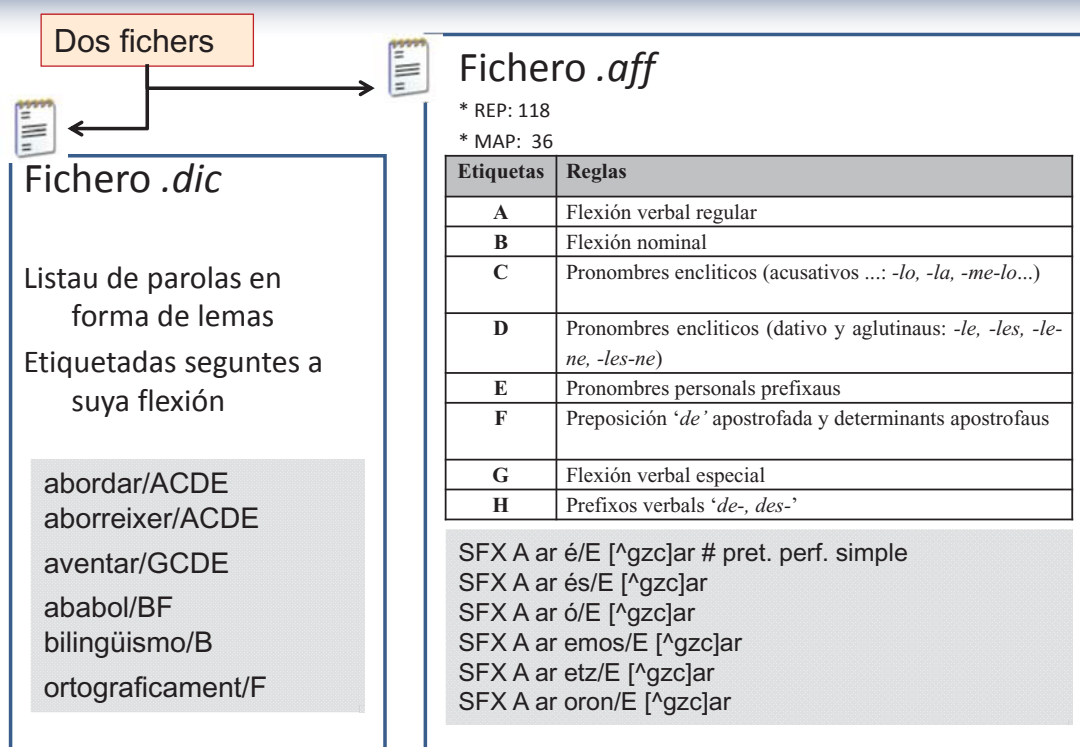 Dos fichers
Fichero .dic
Listau de parolas en
forma de lemas
Etiquetadas seguntes a
suya flexión
abordar/ACDE
aborreixer/ACDE
aventar/GCDE
ababol/BF
bilingüismo/B
ortograficament/F
Fichero .aff
* REP: 118
* MAP: 36
Etiquetas Reglas
A Flexión verbal regular
B Flexión nominal
C Pronombres encliticos (acusativos ...: -lo, -la, -me-lo...)
D Pronombres encliticos (dativo y aglutinaus: -le, -les, -le-
ne, -les-ne)
E Pronombres personals prefixaus
F Preposición ‘de’ apostrofada y determinants apostrofaus
G Flexión verbal especial
H Prefixos verbals ‘de-, des-’
SFX A ar é/E [^gzc]ar # pret. perf. simple
SFX A ar és/E [^gzc]ar
SFX A ar ó/E [^gzc]ar
SFX A ar emos/E [^gzc]ar
SFX A ar etz/E [^gzc]ar
SFX A ar oron/E [^gzc]ar